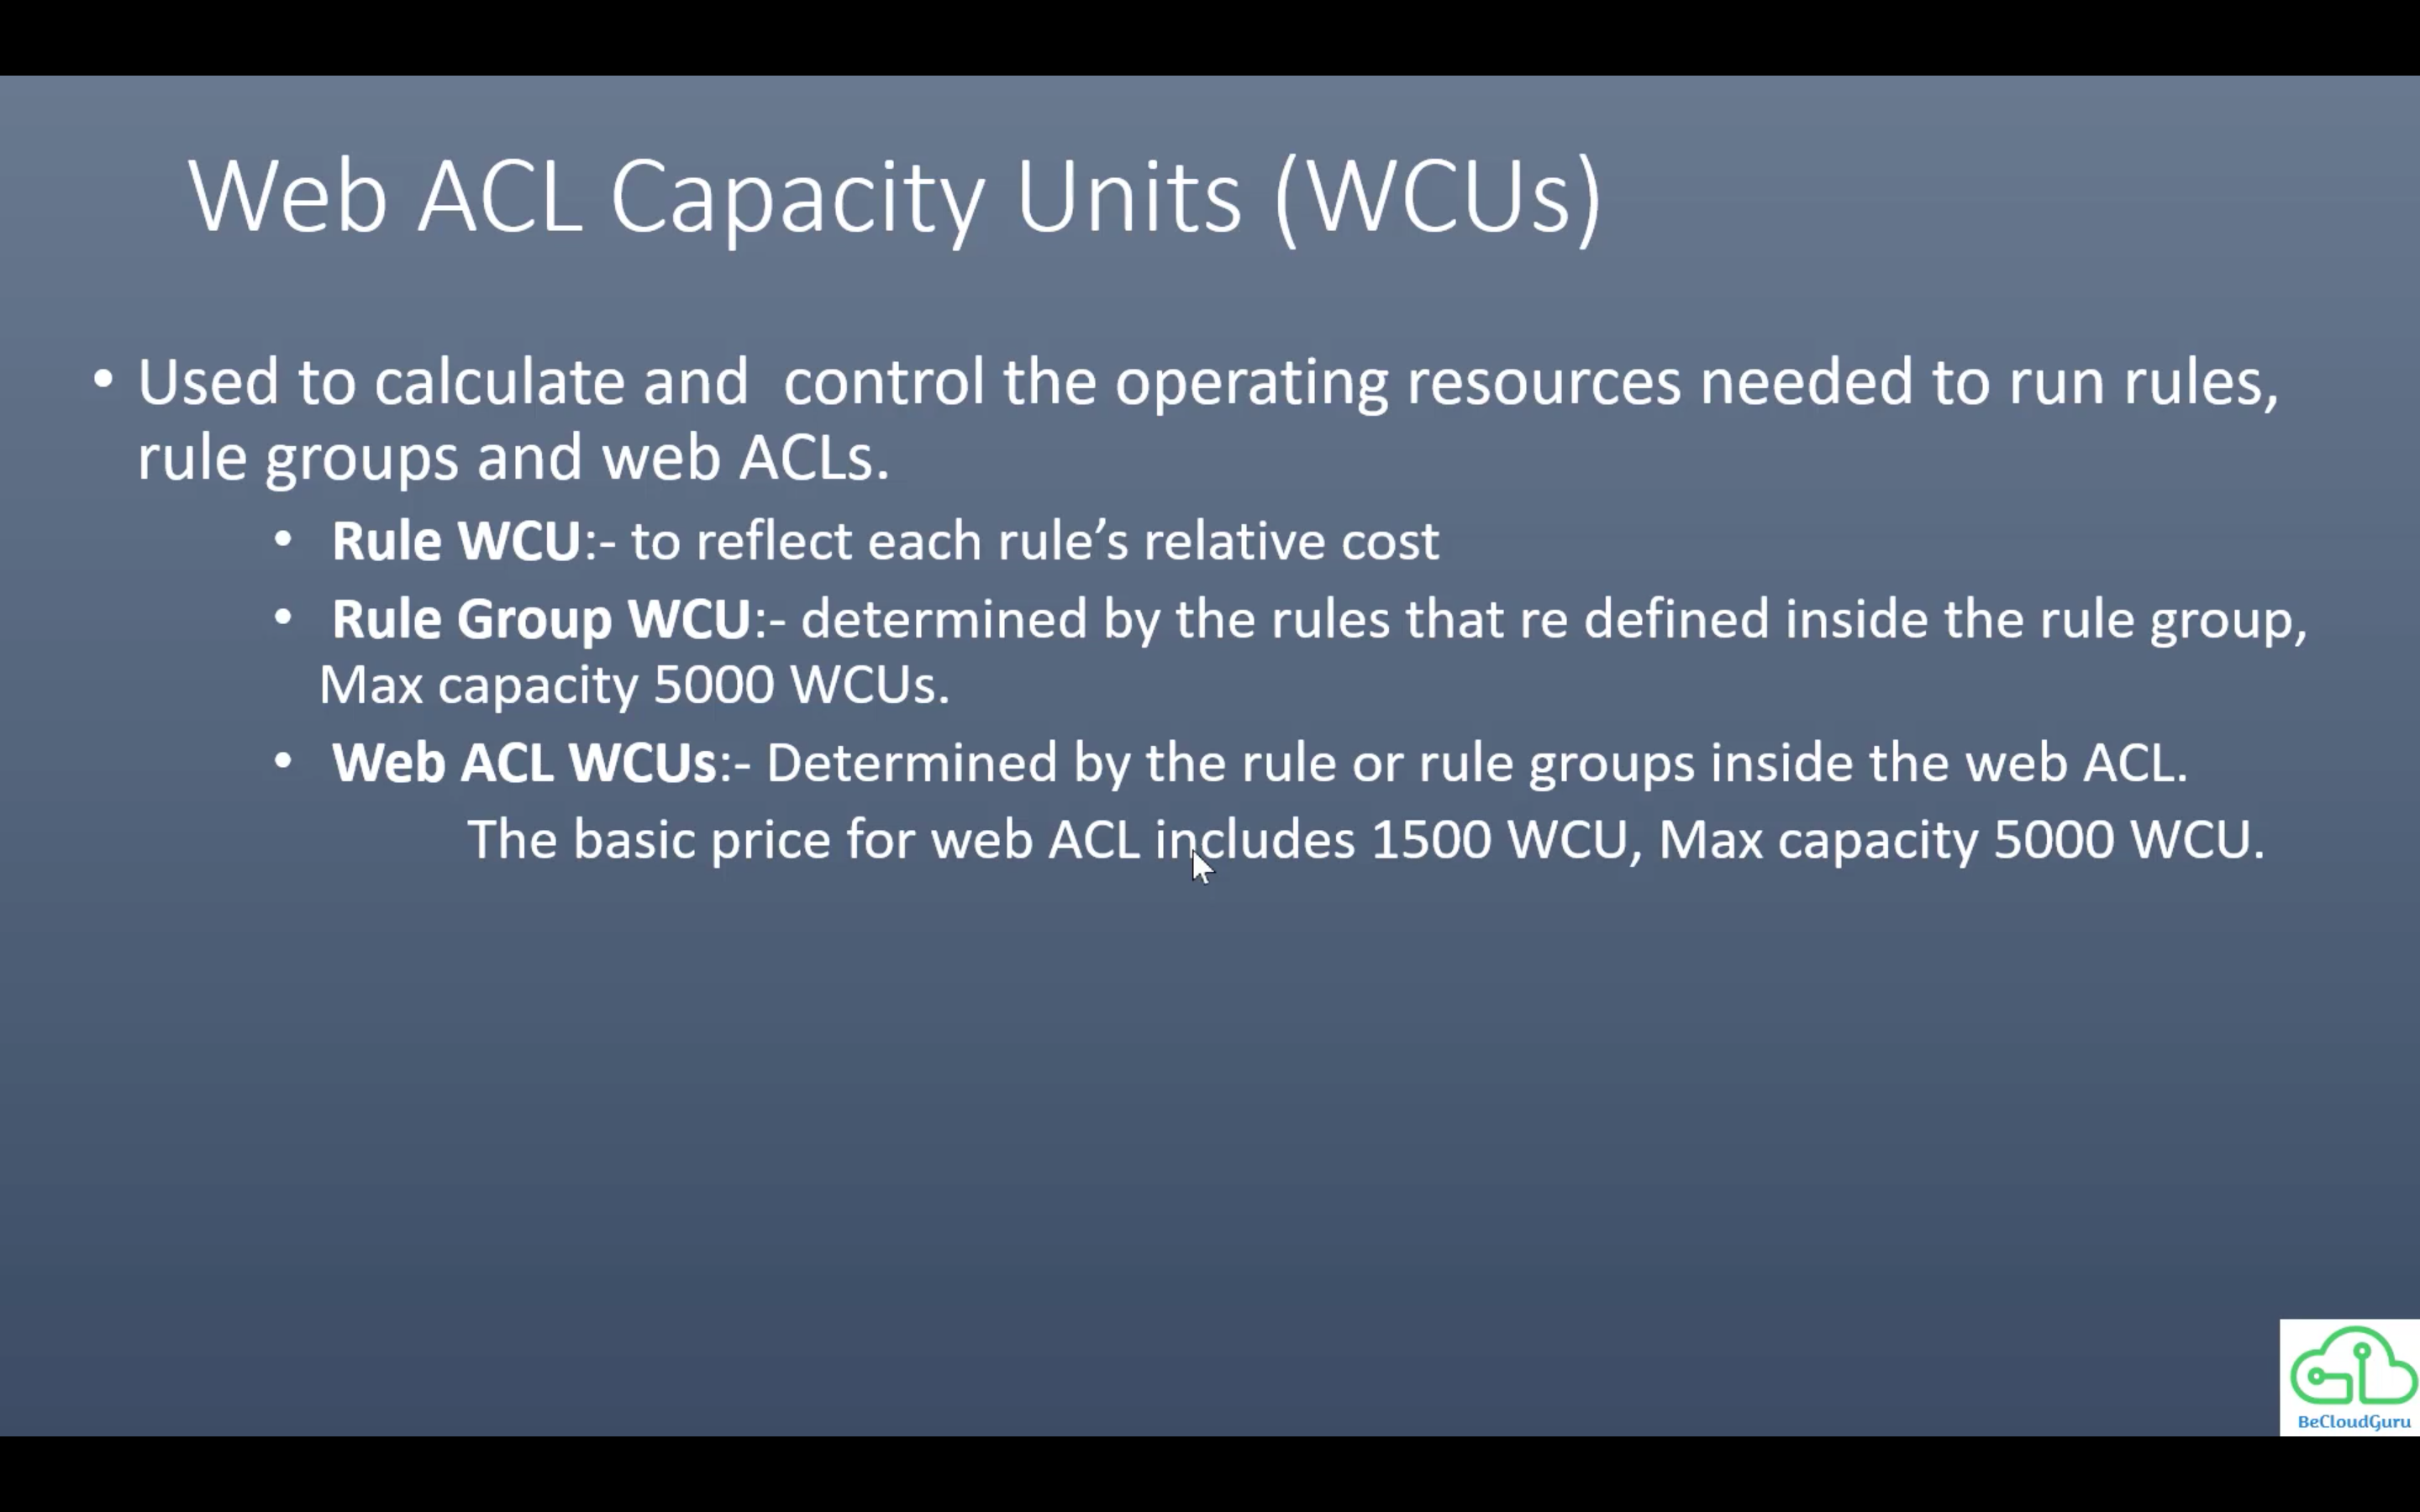 Web ACL Capacity Units (WCUs)
• Used to calculate and  control the operating resources needed to run rules,
rule groups and web ACLs.
• Rule WCU:- to reflect each rule’s relative cost
• Rule Group WCU:- determined by the rules that re defined inside the rule group,
Max capacity 5000 WCUs.
• Web ACL WCUs:- Determined by the rule or rule groups inside the web ACL.
The basic price for web ACL includes 1500 WCU, Max capacity 5000 WCU.
BeCloudGuru